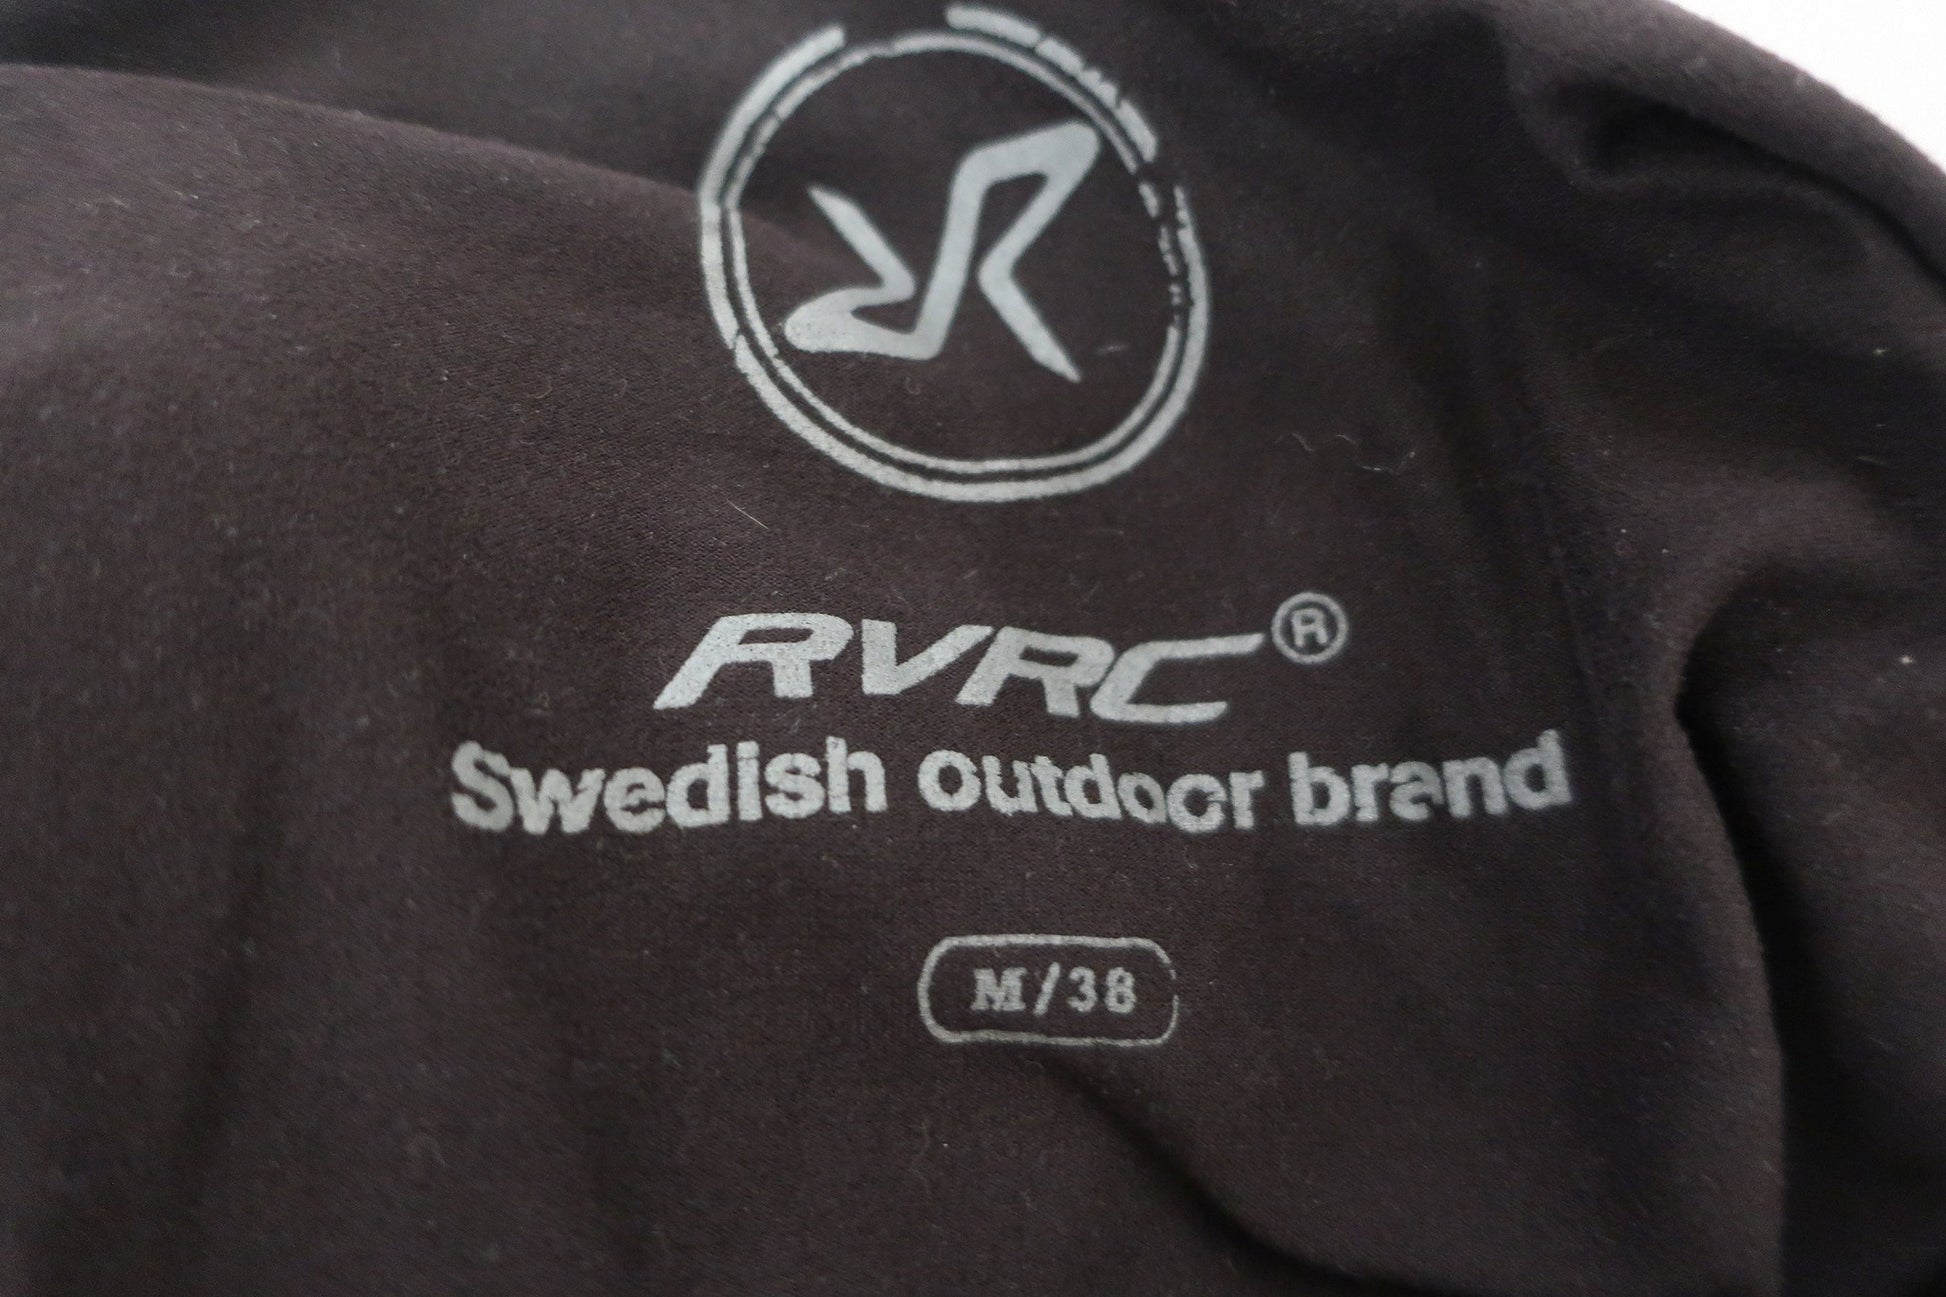 RVRC®
Swedish outdoor brand
M/38